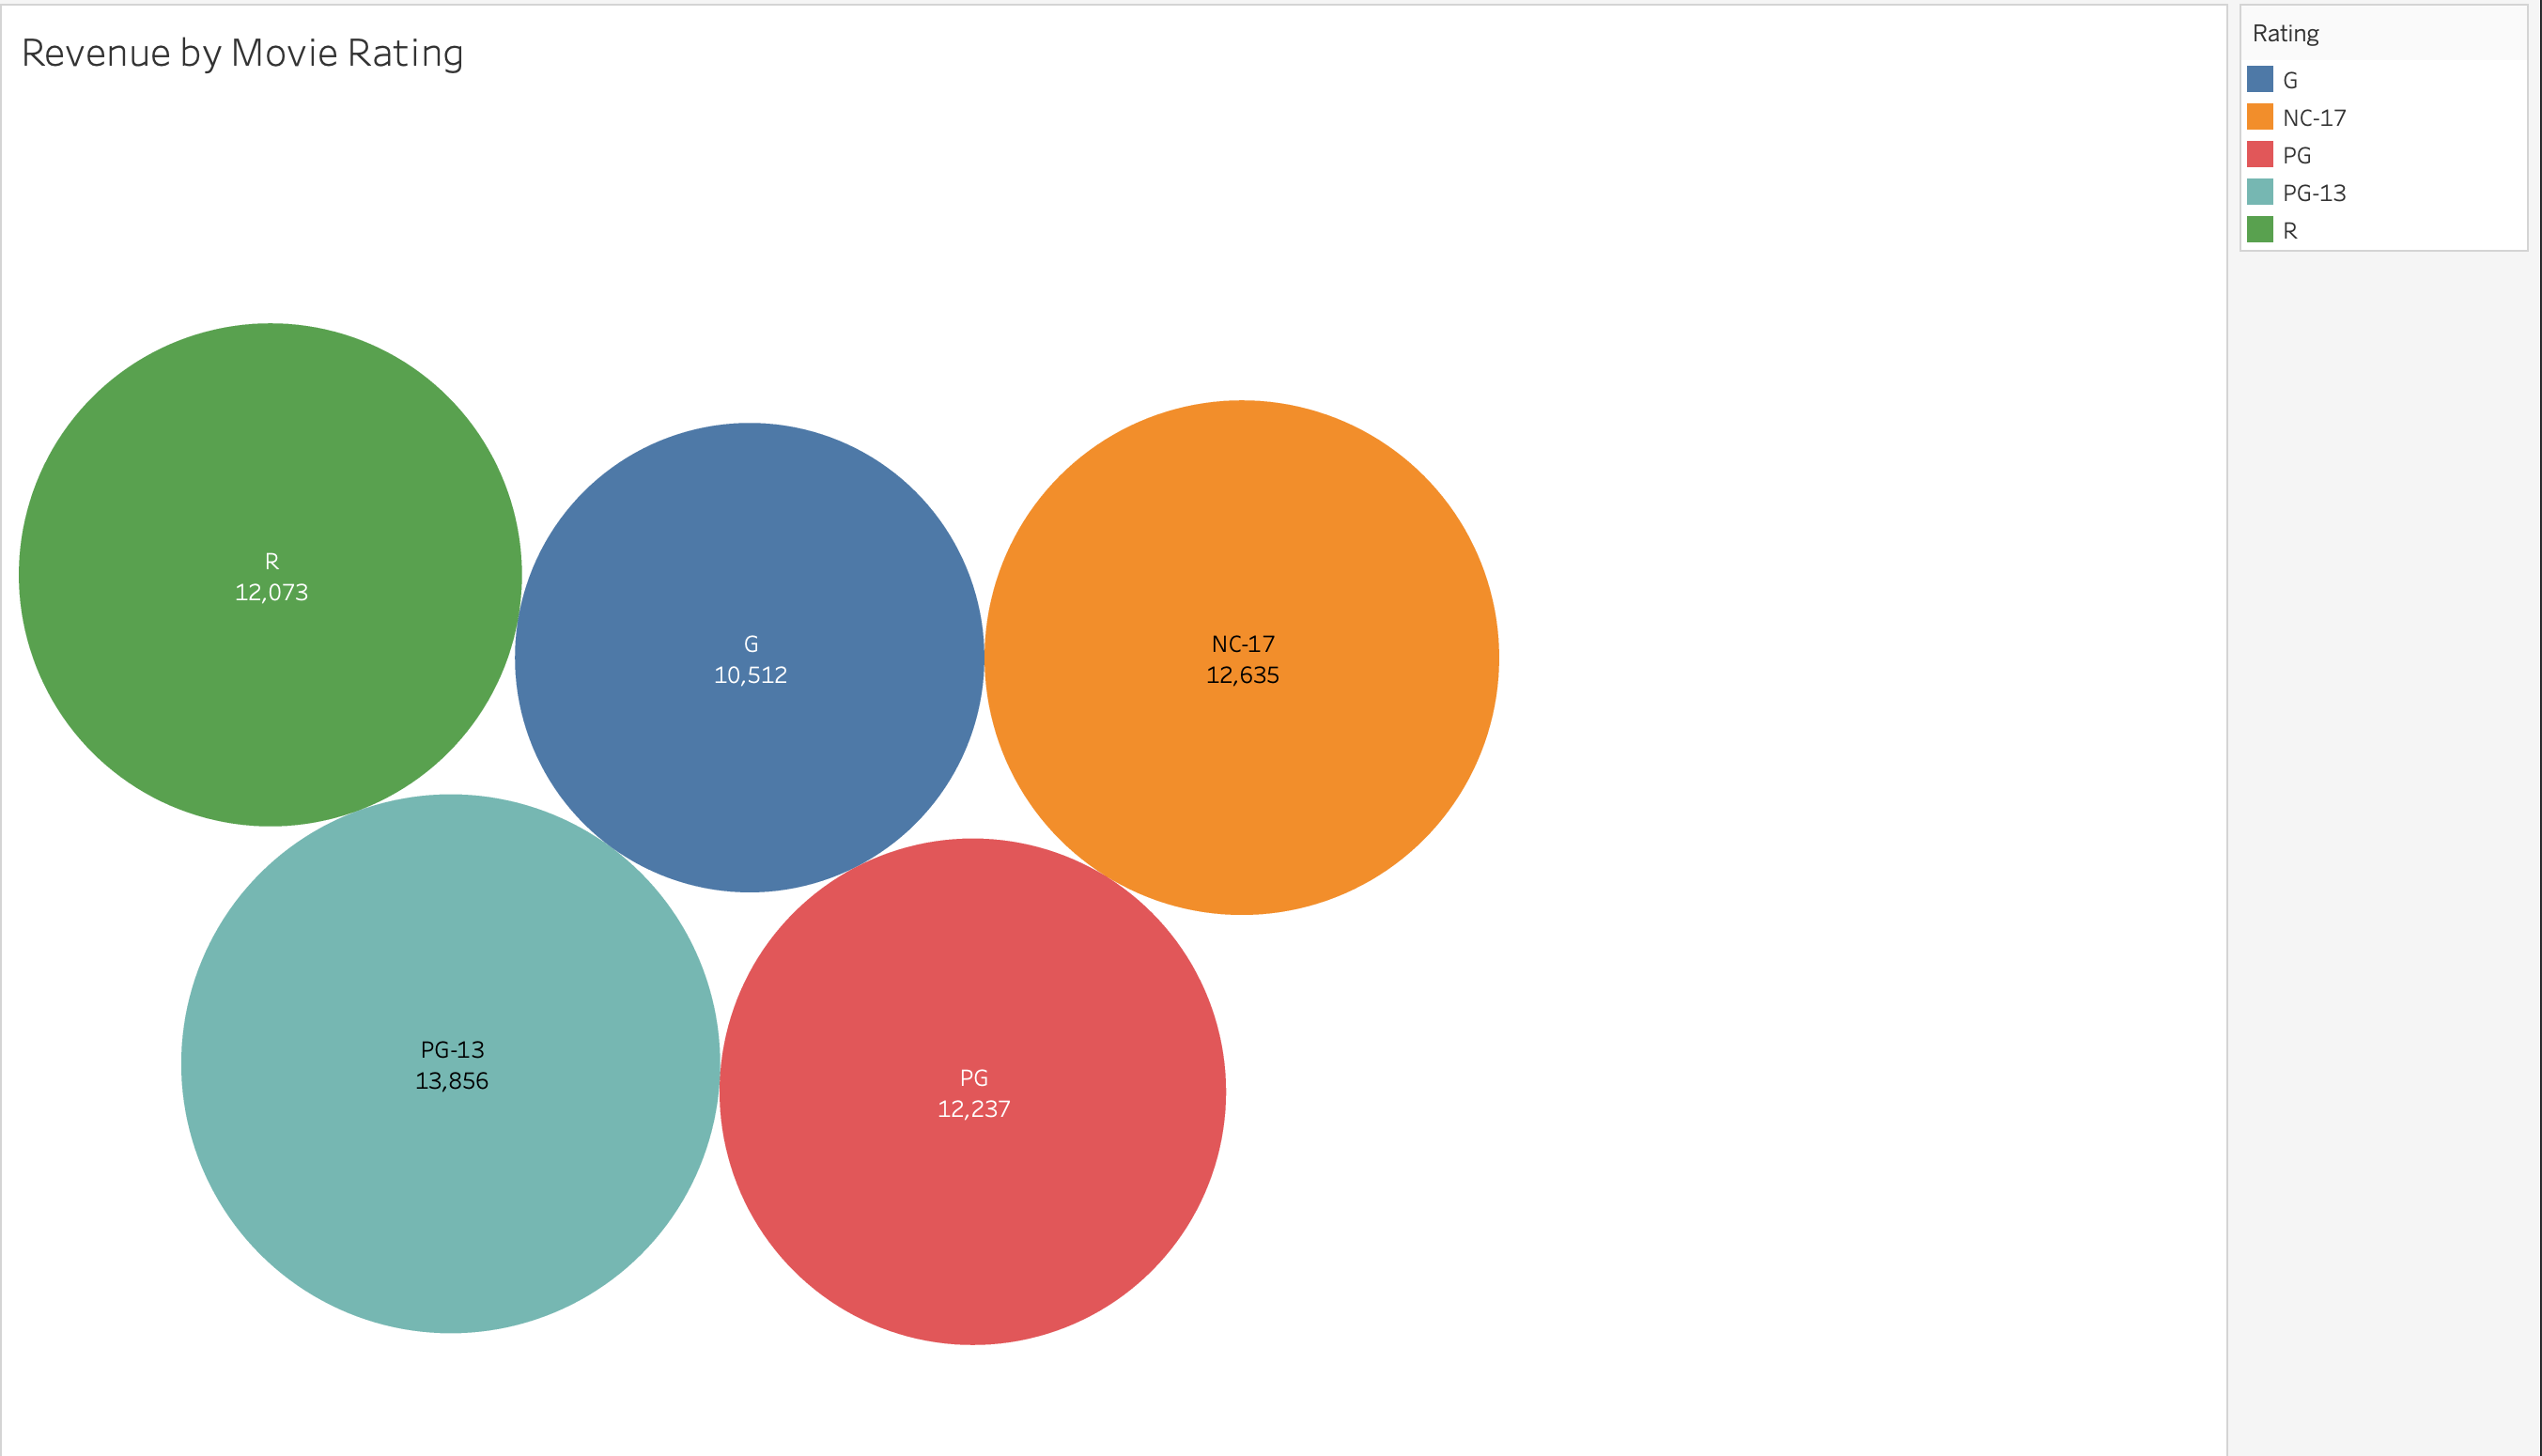 Revenue by Movie Rating
Rating
G
NC-17
PG
PG-13
R
R
12,073
G
10,512
NC-17
12,635
PG-13
13,856
PG
12,237